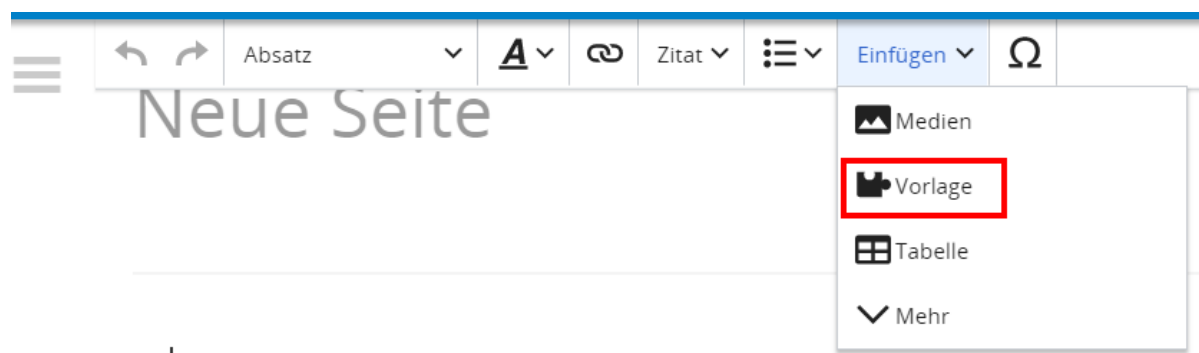 Absatz A Zitat Einfügen Ω
Neue Seite
Medien
Vorlage
Tabelle
Mehr